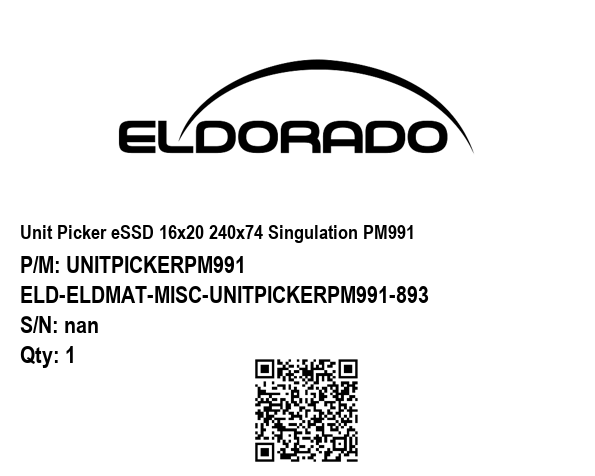 ELDORADO
Unit Picker eSSD 16x20 240x74 Singulation PM991
P/M: UNITPICKERPM991
ELD-ELDMAT-MISC-UNITPICKERPM991-893
S/N: nan
Qty: 1